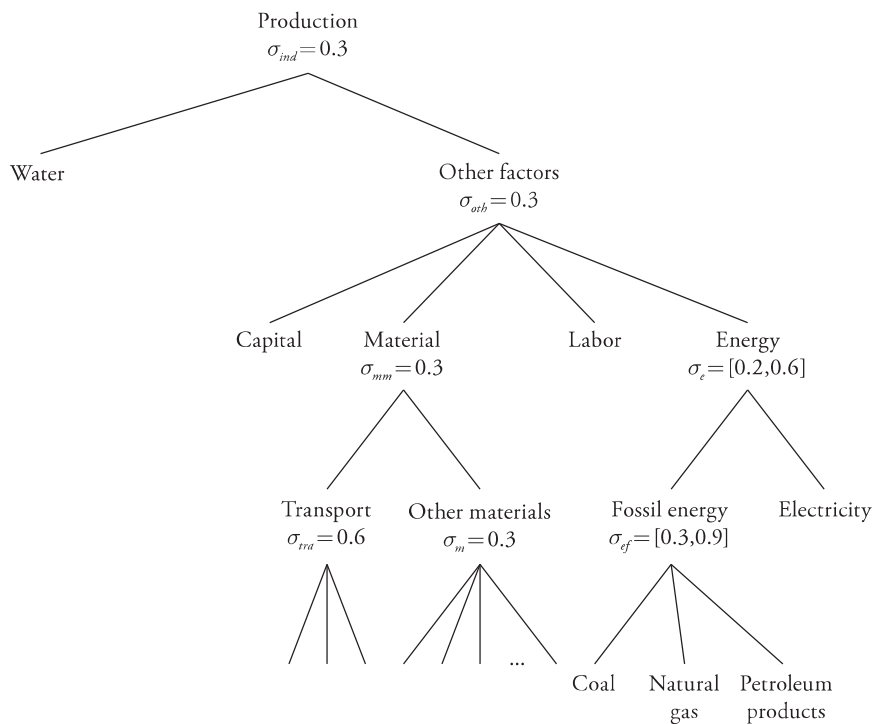 Production
σ_ind = 0.3
Water
Other factors
σ_oth = 0.3
Capital
Material
σ_mm = 0.3
Labor
Energy
σ_e = [0.2,0.6]
Transport
σ_tra = 0.6
Other materials
σ_m = 0.3
Fossil energy
σ_ef = [0.3,0.9]
Electricity
...
Coal
Natural
gas
Petroleum
products